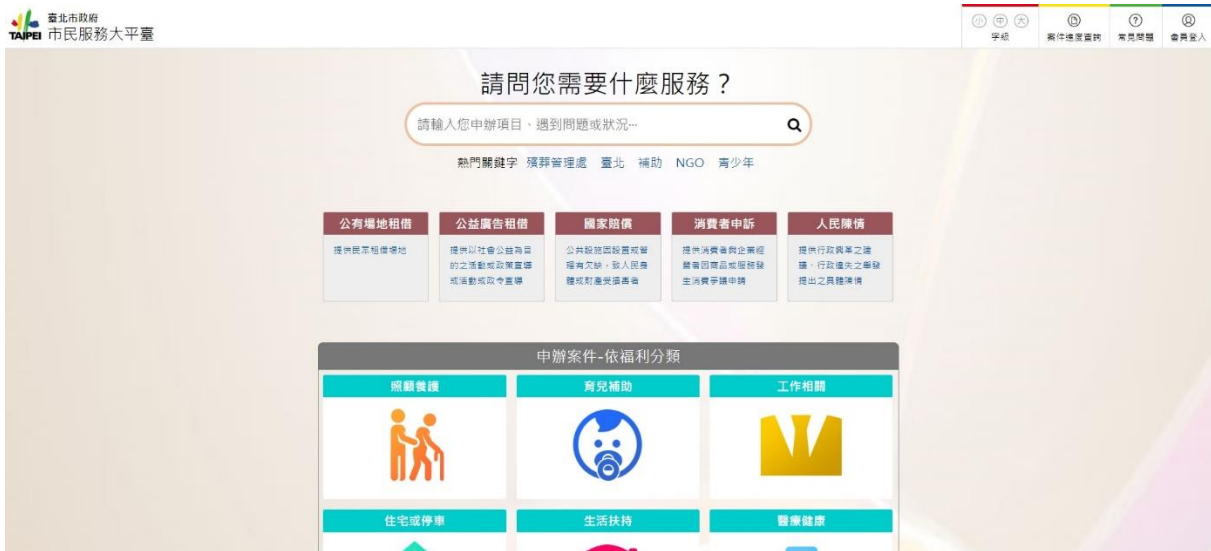 臺北市政府
TAIPEI 市民服務大平臺
小 中 大
字級
案件進度查詢
常見問題
會員登入
請問您需要什麼服務？
請輸入您申辦項目、遇到問題或狀況…
熱門關鍵字 殯葬管理處 臺北 補助 NGO 青少年
公有場地租借
提供民眾租借場地
公益廣告租借
提供以社會公益為目
的之活動或政策宣導
或活動或政令宣導
國家賠償
公共設施因設置或管
理有欠缺，致人民身
體或財產受損害者
消費者申訴
提供消費者與企業經
營者因商品或服務發
生消費爭議申請
人民陳情
提供行政興革之建
議、行政違失之舉發
提出之具體陳情
申辦案件-依福利分類
照顧養護
育兒補助
工作相關
住宅或停車
生活扶持
醫療健康